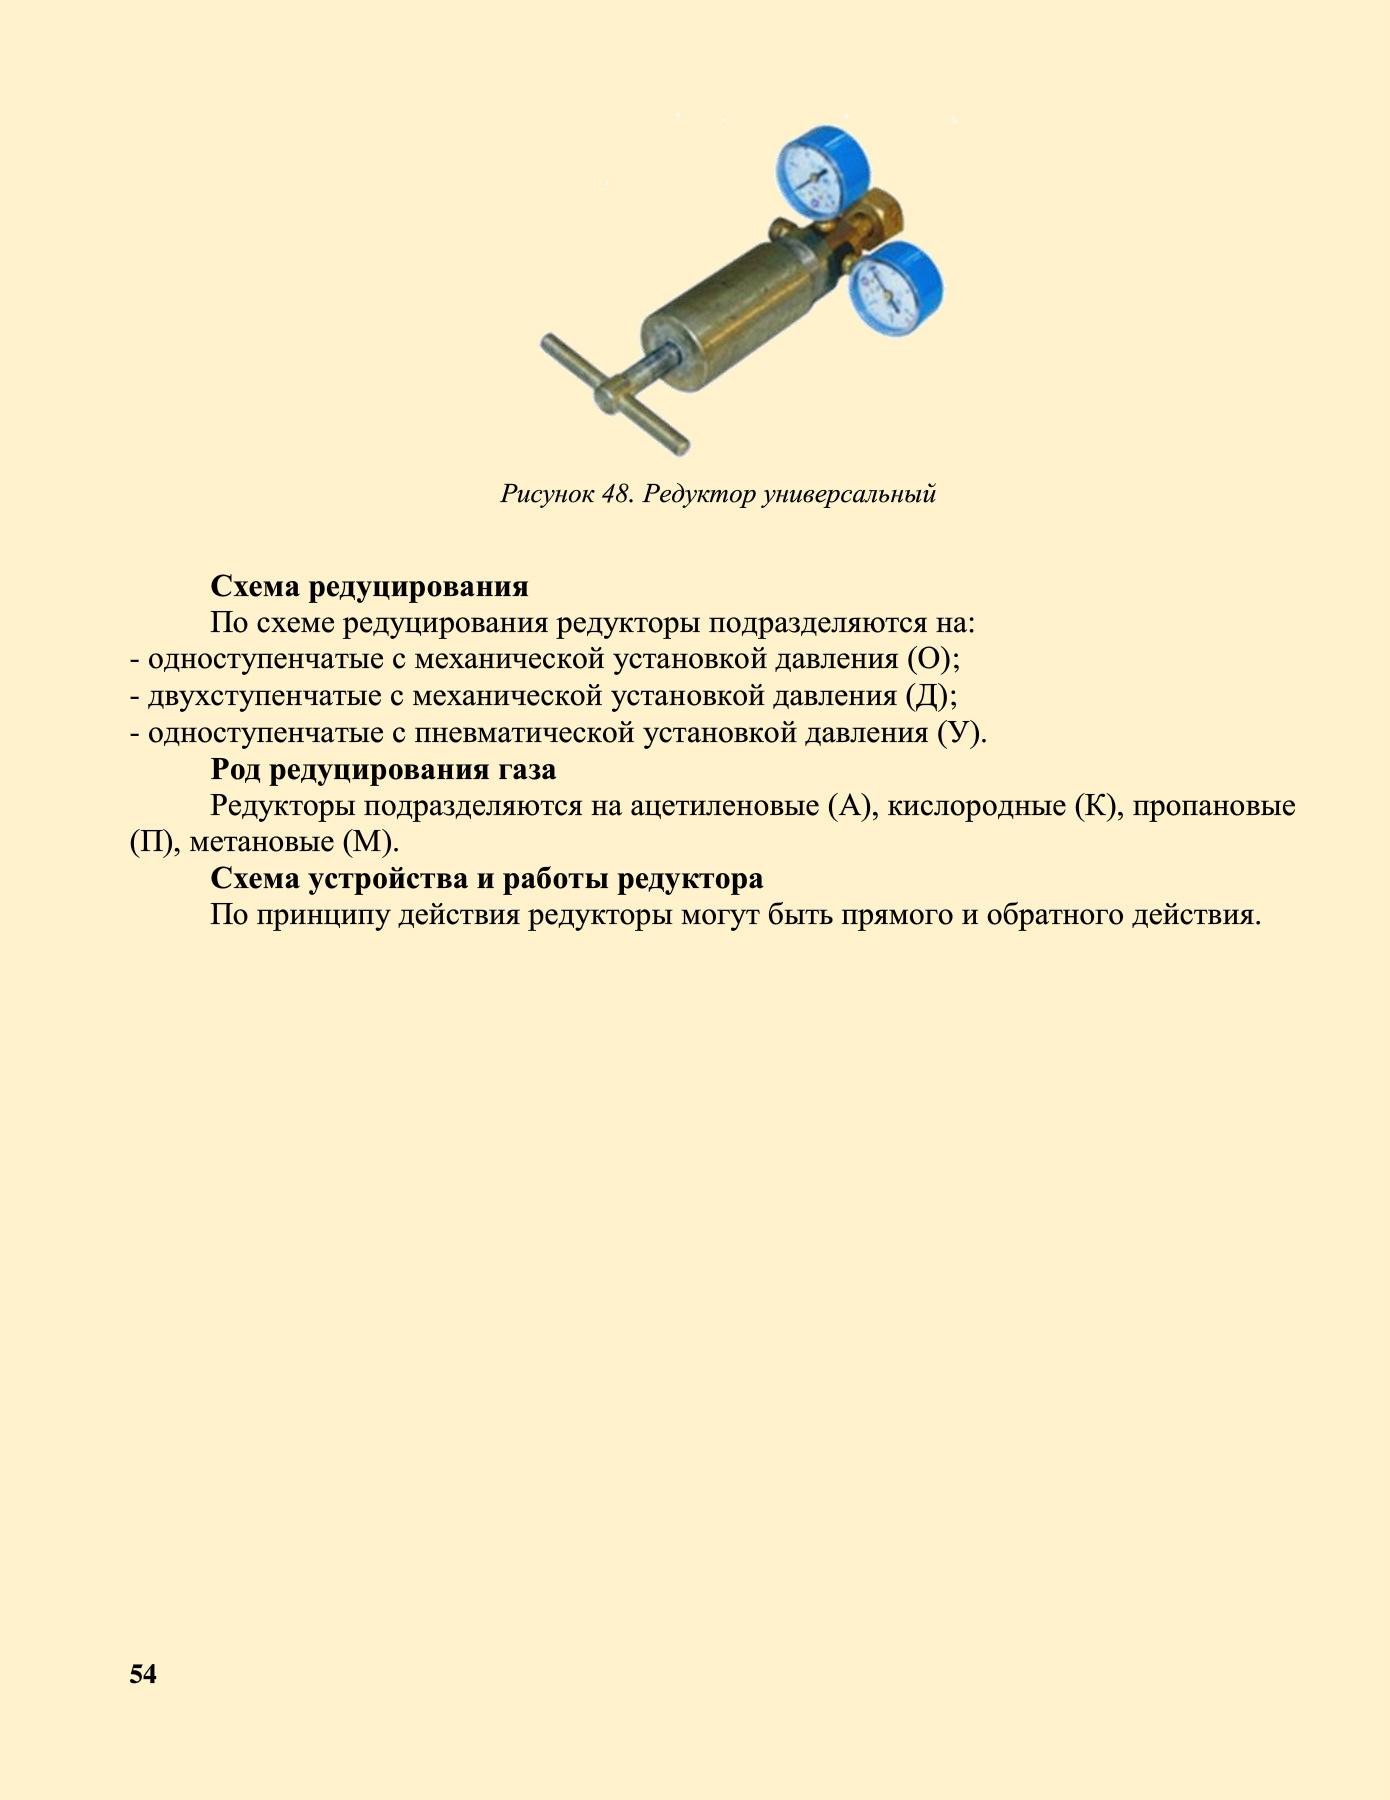 Рисунок 48. Редуктор универсальный
Схема редуцирования
По схеме редуцирования редукторы подразделяются на:
- одноступенчатые с механической установкой давления (О);
- двухступенчатые с механической установкой давления (Д);
- одноступенчатые с пневматической установкой давления (У).
Род редуцирования газа
Редукторы подразделяются на ацетиленовые (А), кислородные (К), пропановые
(П), метановые (М).
Схема устройства и работы редуктора
По принципу действия редукторы могут быть прямого и обратного действия.
54